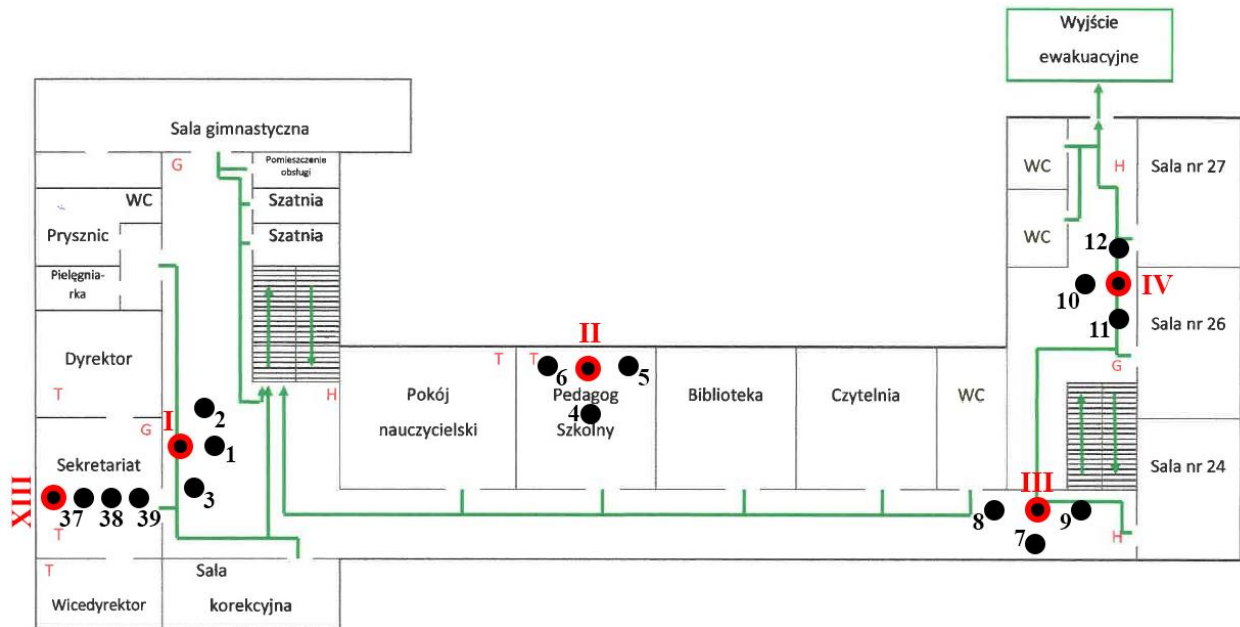 Wyjście
ewakuacyjne
Sala gimnastyczna
G
Pomieszczenie
obsługi
WC
H
Sala nr 27
WC
Szatnia
Prysznic
Szatnia
WC
12
Pielęgnia-
rka
10
IV
11
Sala nr 26
II
Dyrektor
T
T
G
T
H
6
5
Pokój
nauczycielski
Pedagog
Szkolny
4
Biblioteka
Czytelnia
WC
2
I
G
1
Sekretariat
Sala nr 24
XIII
3
III
37
38
39
8
9
T
7
H
T
Sala
korekcyjna
Wicedyrektor